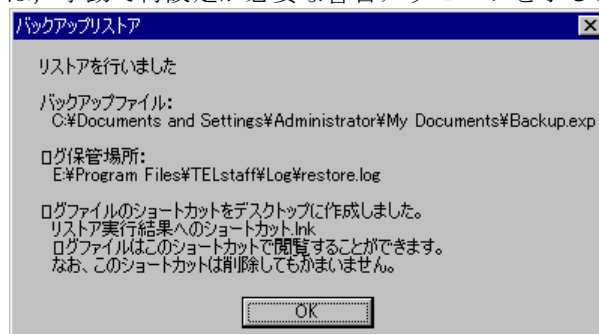 バックアップリストア
リストアを行いました
バックアップファイル:
C:¥Documents and Settings¥Administrator¥My Documents¥Backup.exp
ログ保管場所:
E:¥Program Files¥TELstaff¥Log¥restore.log
ログファイルのショートカットをデスクトップに作成しました。
リストア実行結果へのショートカット.lnk
ログファイルはこのショートカットで閲覧することができます。
なお、このショートカットは削除してもかまいません。
OK